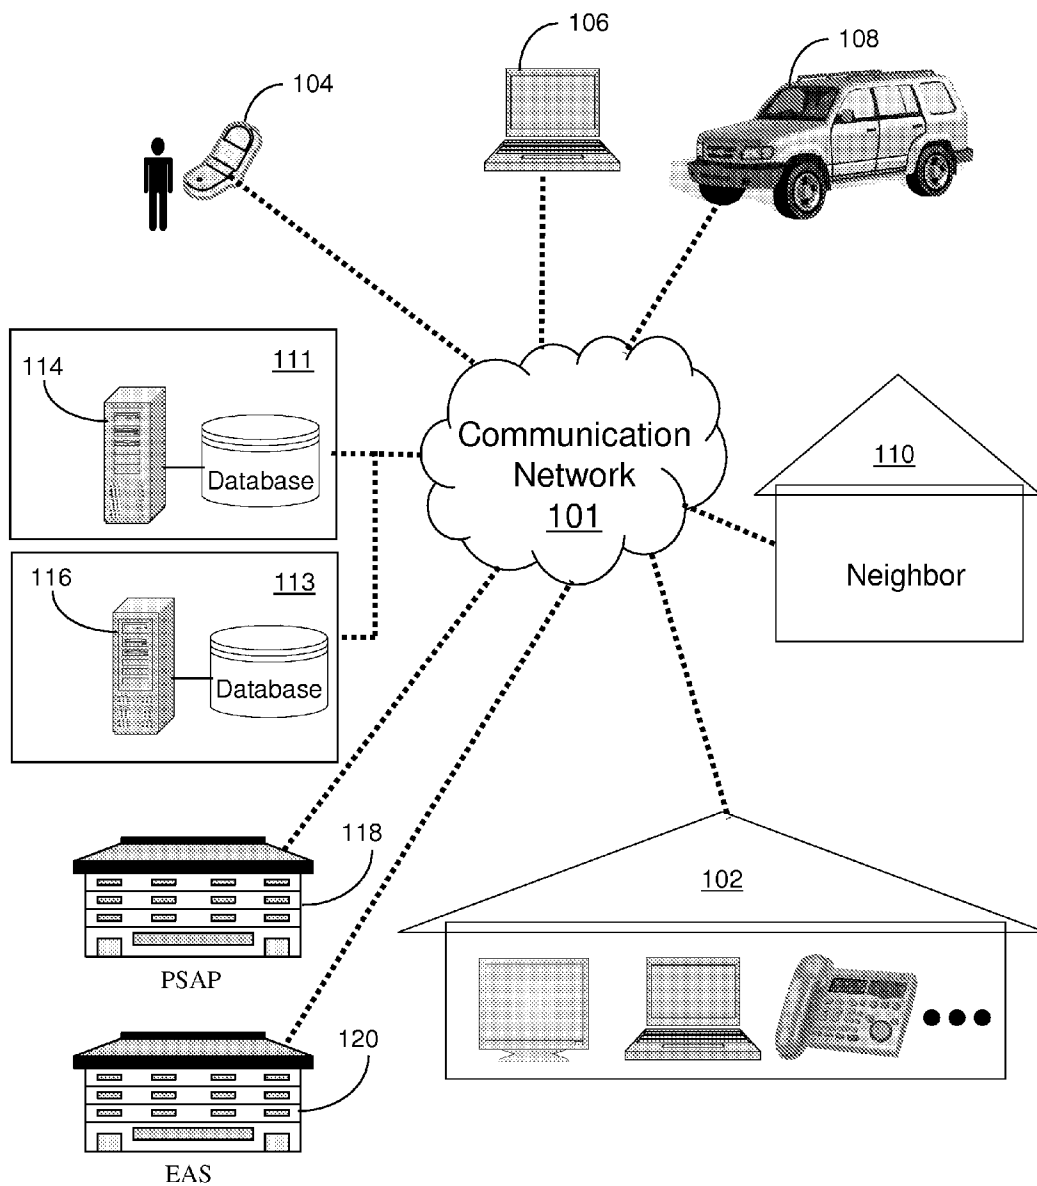 106
108
104
111
114
Database
Communication
Network
101
110
Neighbor
113
116
Database
118
PSAP
102
120
EAS